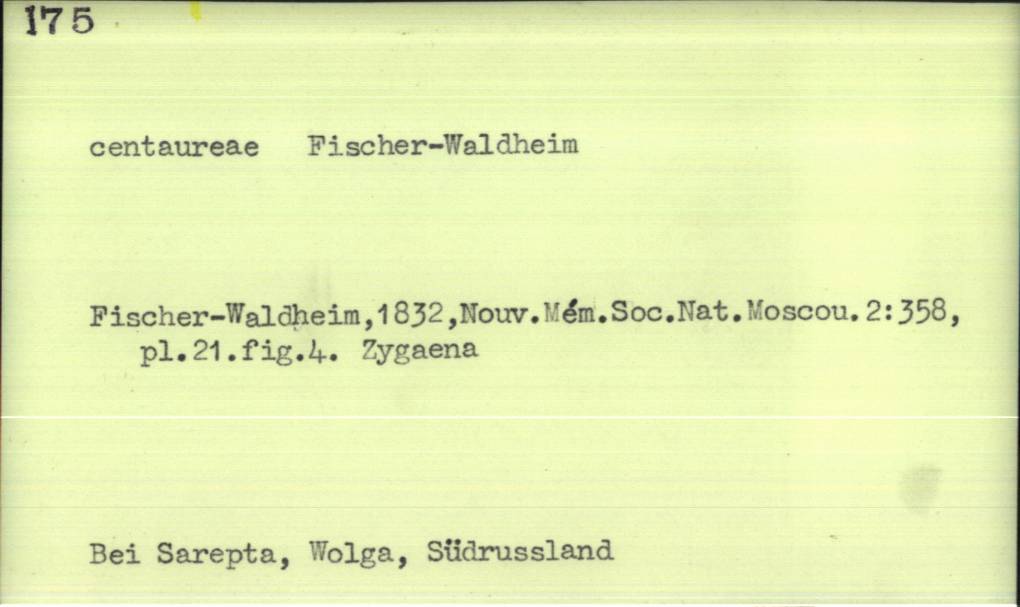 175
centaureae Fischer-Waldheim
Fischer-Waldheim,1832,Nouv.Mém.Soc.Nat.Moscou.2:358,
pl.21.fig.4. Zygaena
Bei Sarepta, Wolga, Südrussland